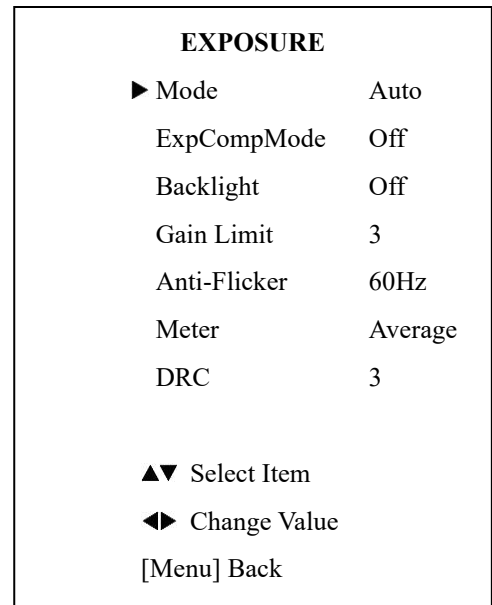 EXPOSURE
▶ Mode Auto
ExpCompMode Off
Backlight Off
Gain Limit 3
Anti-Flicker 60Hz
Meter Average
DRC 3
▲▼ Select Item
◀▶ Change Value
[Menu] Back